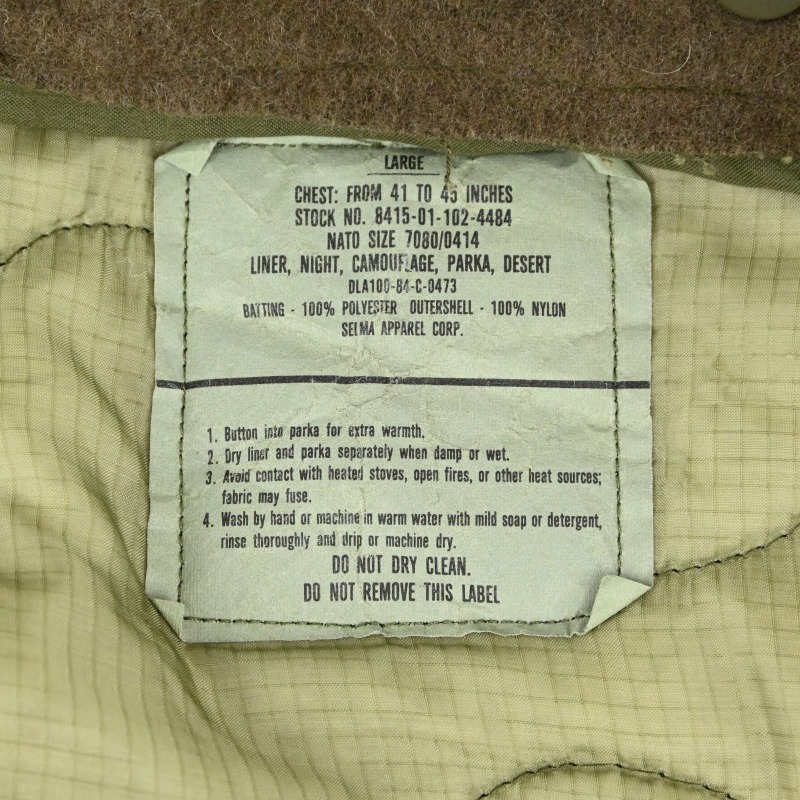 LARGE
CHEST: FROM 41 TO 45 INCHES
STOCK NO. 8415-01-102-4484
NATO SIZE 7080/0414
LINER, NIGHT, CAMOUFLAGE, PARKA, DESERT
DLA100-84-C-0473
BATTING - 100% POLYESTER OUTERSHELL - 100% NYLON
SELMA APPAREL CORP.
1. Button into parka for extra warmth.
2. Dry liner and parka separately when damp or wet.
3. Avoid contact with heated stoves, open fires, or other heat sources;
fabric may fuse.
4. Wash by hand or machine in warm water with mild soap or detergent,
rinse thoroughly and drip or machine dry.
DO NOT DRY CLEAN.
DO NOT REMOVE THIS LABEL